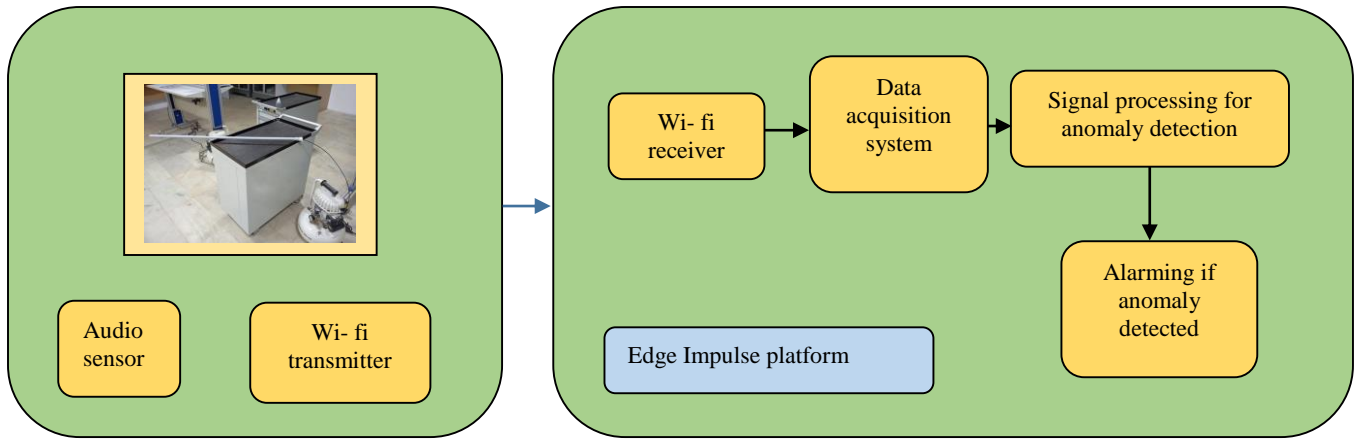 Audio
sensor
Wi- fi
transmitter
Wi- fi
receiver
Data
acquisition
system
Signal processing for
anomaly detection
Alarming if
anomaly
detected
Edge Impulse platform